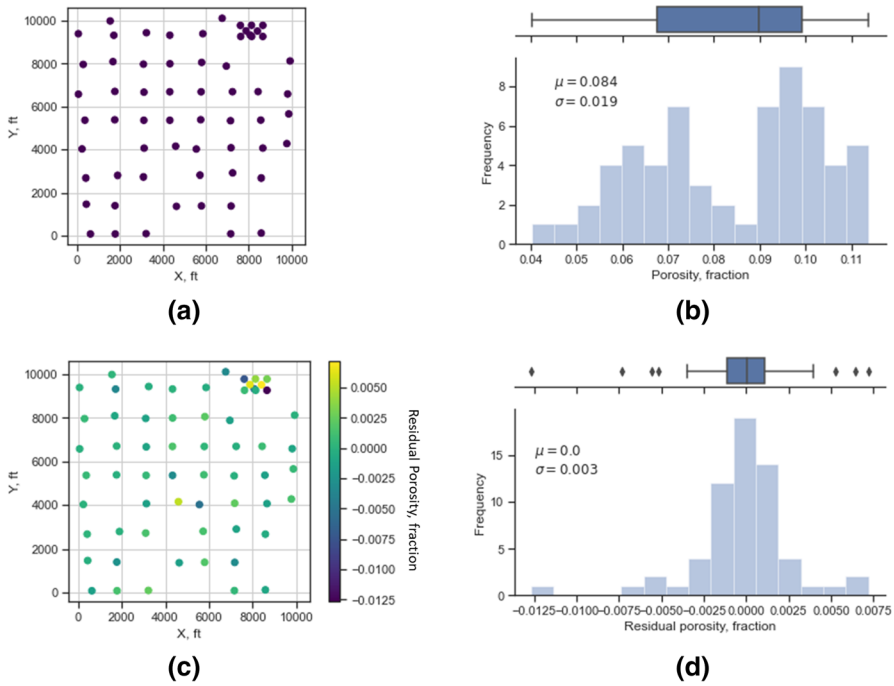 10000
8000
6000
4000
2000
0
Y, ft
0 2000 4000 6000 8000 10000
X, ft
(a)
μ = 0.084
σ = 0.019
8
6
4
2
0
Frequency
0.04 0.05 0.06 0.07 0.08 0.09 0.10 0.11
Porosity, fraction
(b)
10000
8000
6000
4000
2000
0
Y, ft
0 2000 4000 6000 8000 10000
X, ft
0.0050
0.0025
0.0000
−0.0025
−0.0050
−0.0075
−0.0100
−0.0125
Residual Porosity, fraction
(c)
μ = 0.0
σ = 0.003
15
10
5
0
Frequency
−0.0125 −0.0100 −0.0075 −0.0050 −0.0025 0.0000 0.0025 0.0050 0.0075
Residual porosity, fraction
(d)